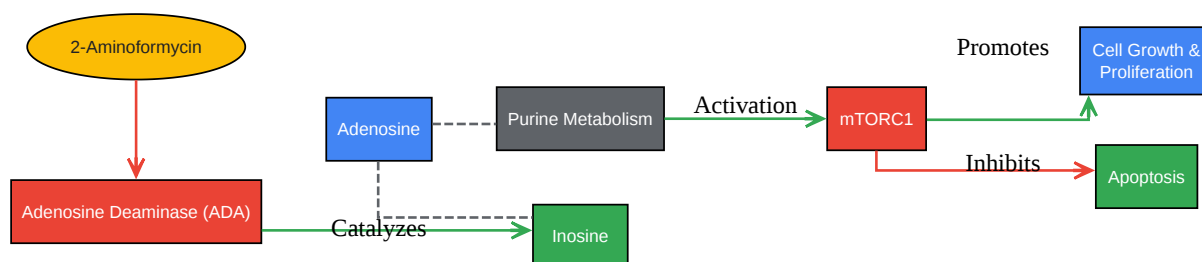 2-Aminoformycin
Adenosine Deaminase (ADA)
Catalyzes
Adenosine
Inosine
Purine Metabolism
Activation
mTORC1
Promotes
Cell Growth &
Proliferation
Inhibits
Apoptosis